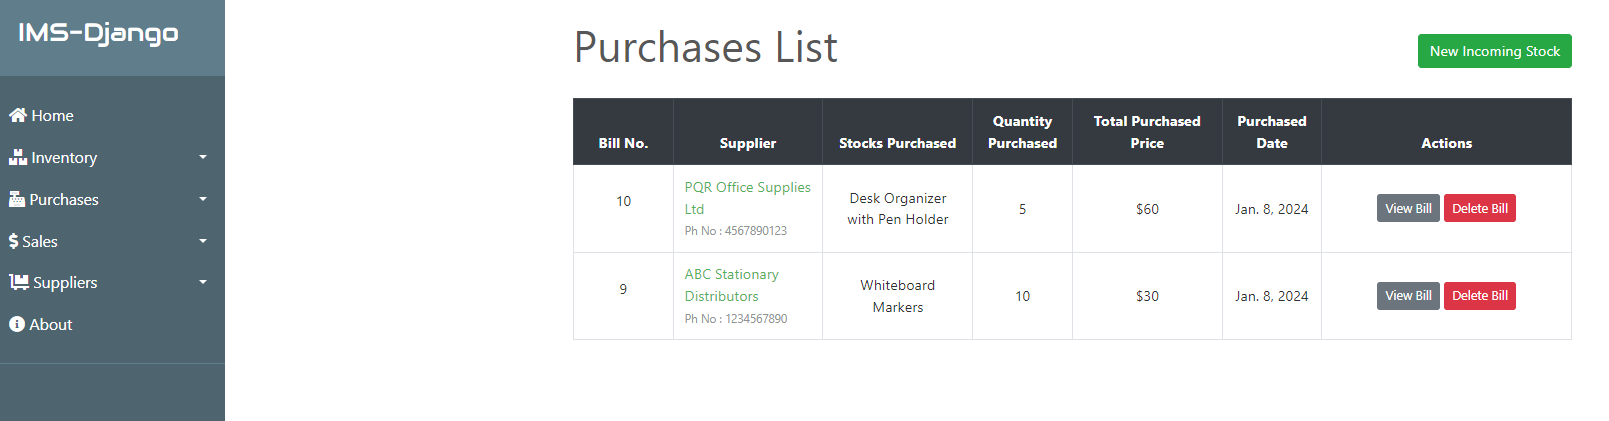 IMS-Django
Home
Inventory
Purchases
Sales
Suppliers
About
Purchases List
New Incoming Stock
Bill No.
Supplier
Stocks Purchased
Quantity
Purchased
Total Purchased
Price
Purchased
Date
Actions
10
PQR Office Supplies
Ltd
Ph No : 4567890123
Desk Organizer
with Pen Holder
5
$60
Jan. 8, 2024
View Bill
Delete Bill
9
ABC Stationary
Distributors
Ph No : 1234567890
Whiteboard
Markers
10
$30
Jan. 8, 2024
View Bill
Delete Bill